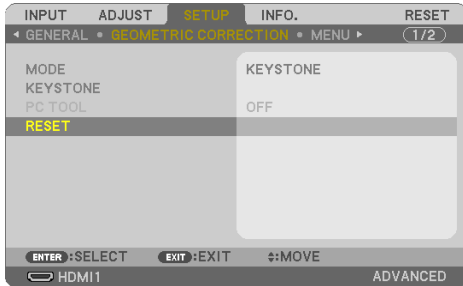 INPUT ADJUST SETUP INFO. RESET
GENERAL • GEOMETRIC CORRECTION • MENU (1/2)
MODE KEYSTONE
KEYSTONE
PC TOOL OFF
RESET
ENTER :SELECT EXIT :EXIT :MOVE
HDMI1 ADVANCED